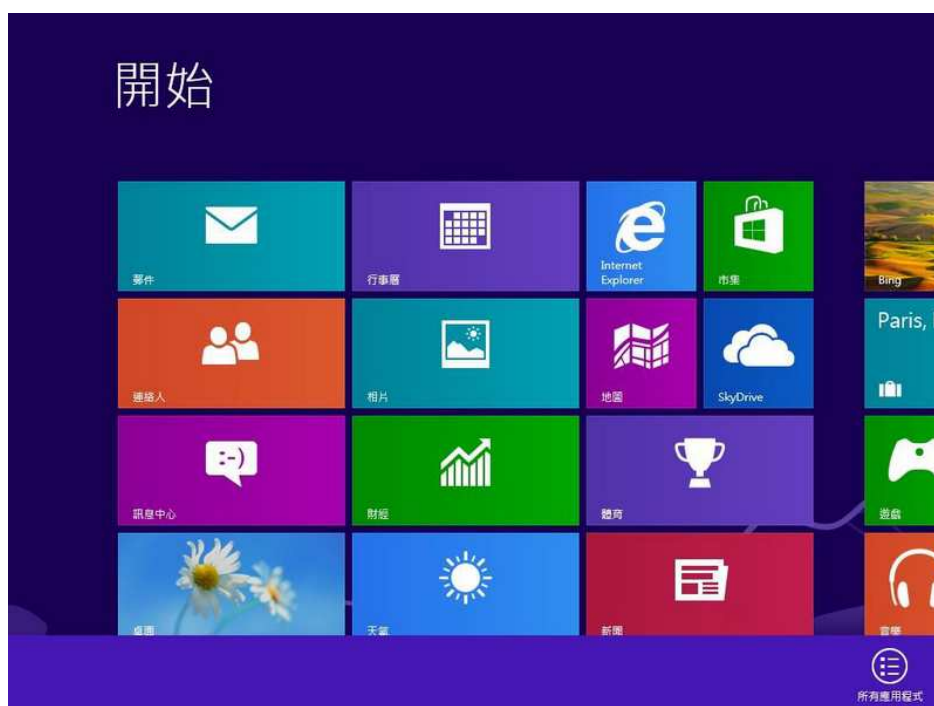 開始
郵件
行事曆
Internet
Explorer
市集
Bing
連絡人
相片
地圖
SkyDrive
Paris,
訊息中心
財經
體育
遊戲
桌面
天氣
新聞
音樂
所有應用程式